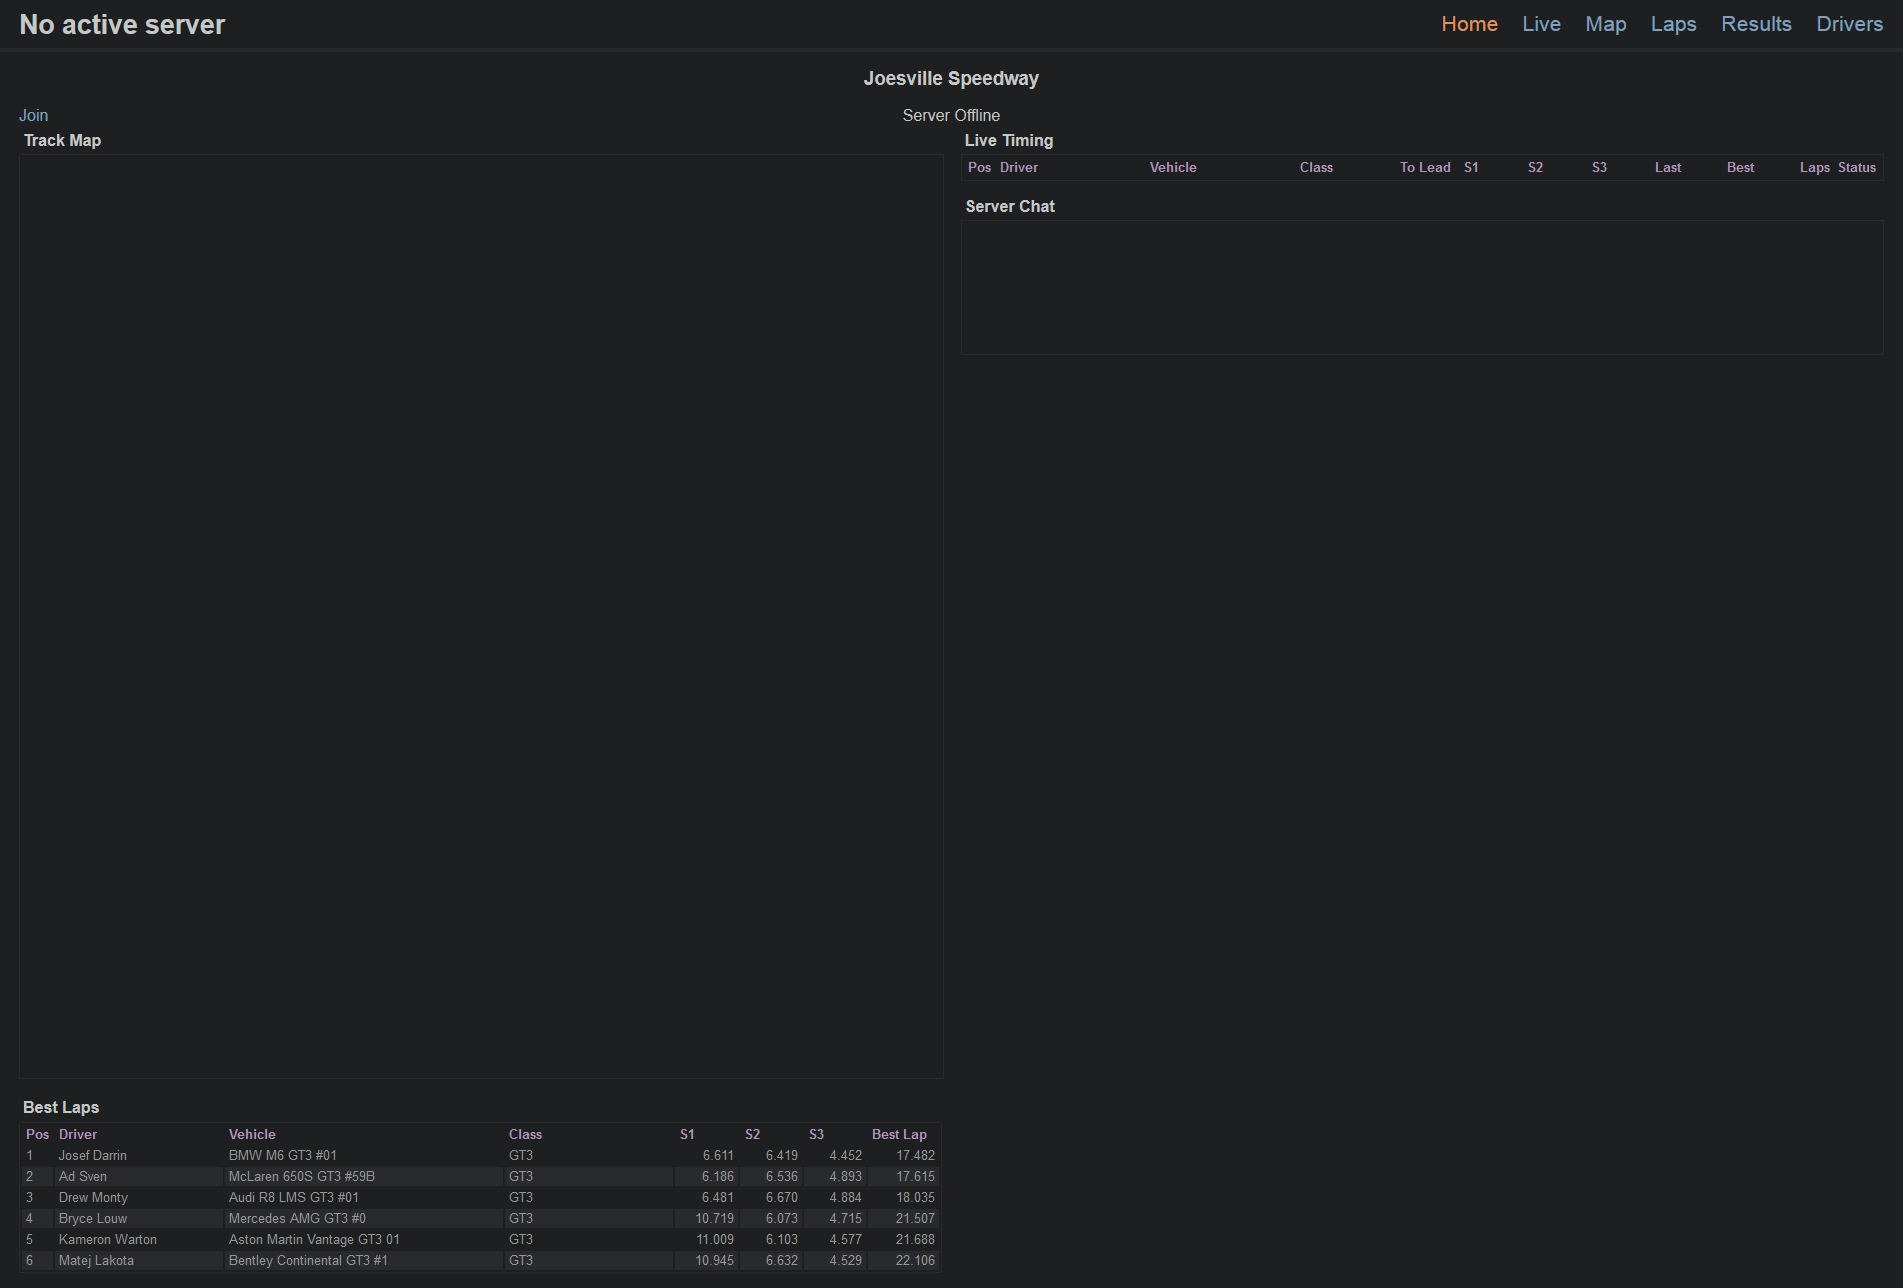 No active server
Home Live Map Laps Results Drivers
Joesville Speedway
Join
Server Offline
Track Map
Live Timing
Pos Driver Vehicle Class To Lead S1 S2 S3 Last Best Laps Status
Server Chat
Best Laps
Pos Driver Vehicle Class S1 S2 S3 Best Lap
1 Josef Darrin BMW M6 GT3 #01 GT3 6.611 6.419 4.452 17.482
2 Ad Sven McLaren 650S GT3 #59B GT3 6.186 6.536 4.893 17.615
3 Drew Monty Audi R8 LMS GT3 #01 GT3 6.481 6.670 4.884 18.035
4 Bryce Louw Mercedes AMG GT3 #0 GT3 10.719 6.073 4.715 21.507
5 Kameron Warton Aston Martin Vantage GT3 01 GT3 11.009 6.103 4.577 21.688
6 Matej Lakota Bentley Continental GT3 #1 GT3 10.945 6.632 4.529 22.106